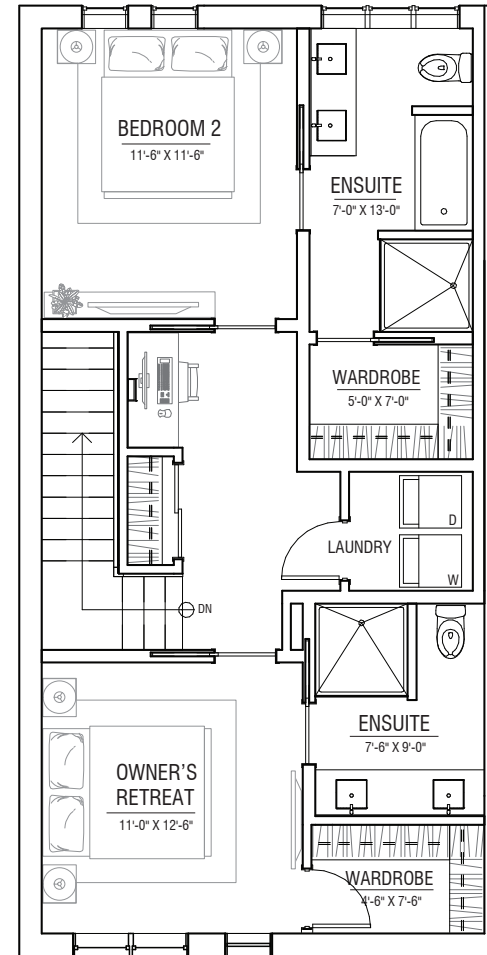 BEDROOM 2
11'-6" X 11'-6"
ENSUITE
7'-0" X 13'-0"
WARDROBE
5'-0" X 7'-0"
D
LAUNDRY
W
DN
ENSUITE
7'-6" X 9'-0"
OWNER'S
RETREAT
11'-0" X 12'-6"
WARDROBE
4'-6" X 7'-6"